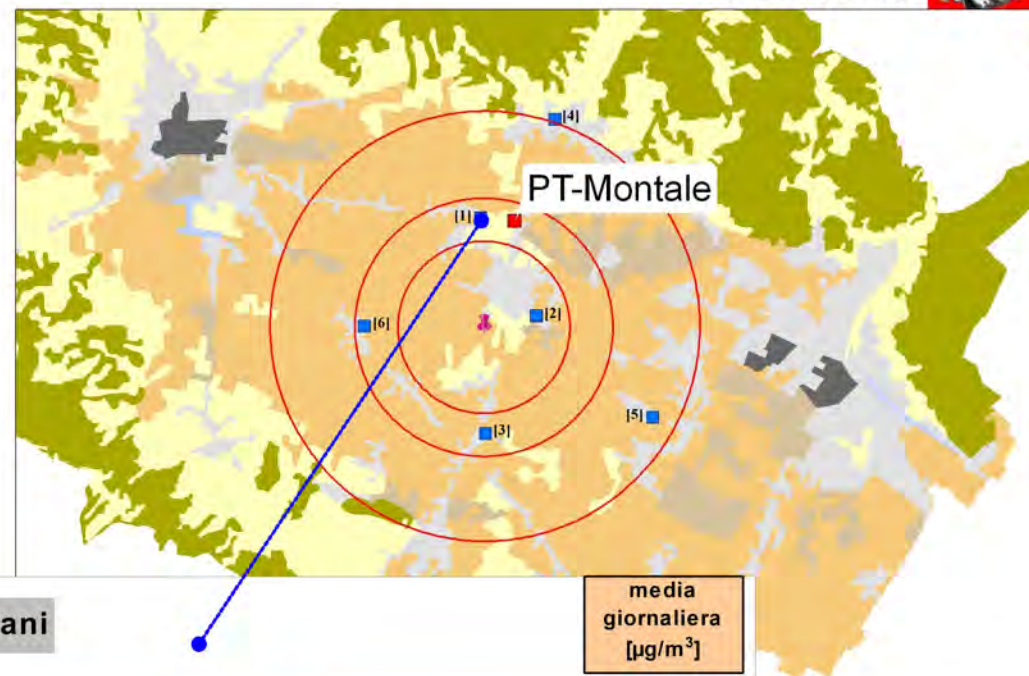 [4]
PT-Montale
[1]
[2]
[6]
[5]
[3]
ani
media
giornaliera
[µg/m³]